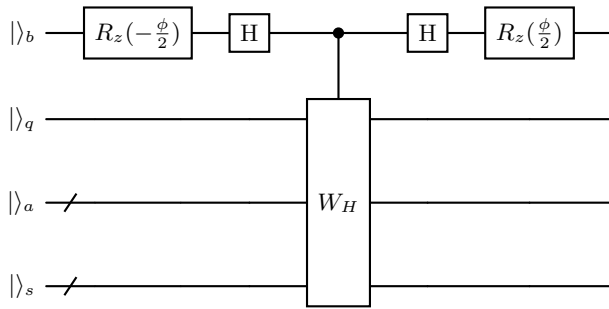 |⟩_b R_z(−ϕ/2) H H R_z(ϕ/2)
|⟩_q
|⟩_a W_H
|⟩_s